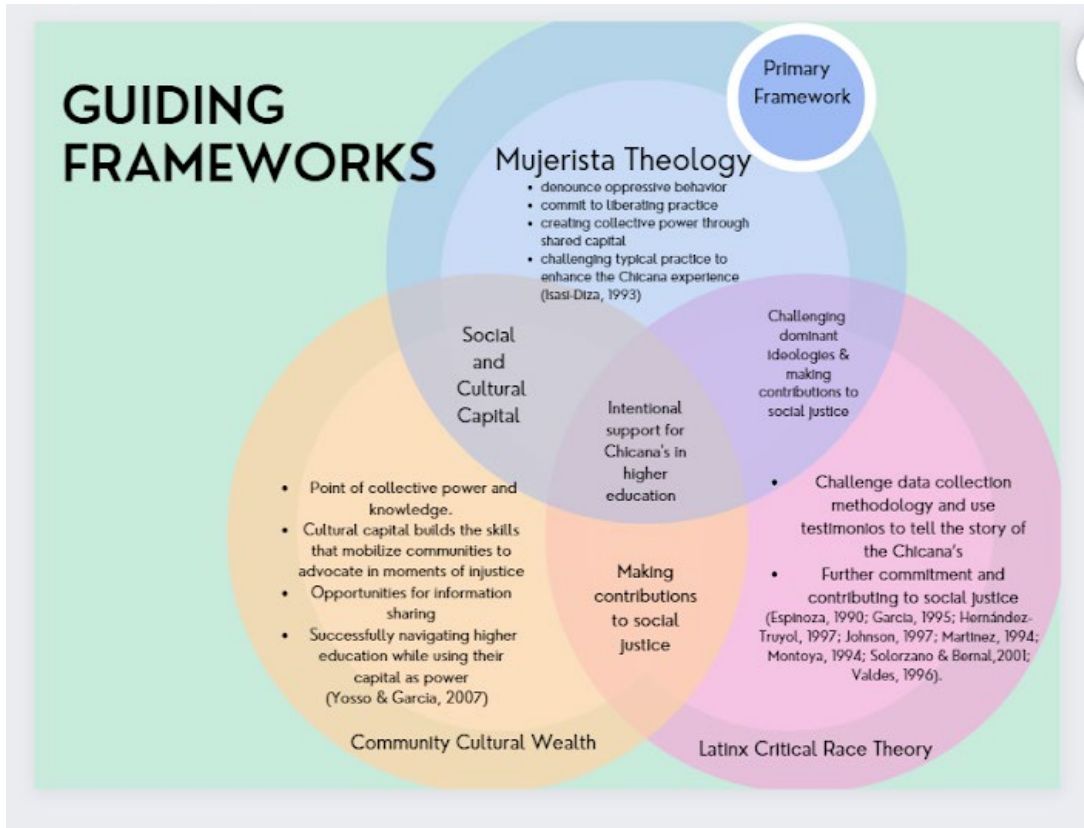 GUIDING
FRAMEWORKS
Primary
Framework
Mujerista Theology
• denounce oppressive behavior
• commit to liberating practice
• creating collective power through
shared capital
• challenging typical practice to
enhance the Chicana experience
(Isasi-Diza, 1993)
Social
and
Cultural
Capital
Challenging
dominant
ideologies &
making
contributions to
social justice
Intentional
support for
Chicana's in
higher
education
• Point of collective power and
knowledge.
• Cultural capital builds the skills
that mobilize communities to
advocate in moments of injustice
• Opportunities for information
sharing
• Successfully navigating higher
education while using their
capital as power
(Yosso & Garcia, 2007)
Making
contributions
to social
justice
• Challenge data collection
methodology and use
testimonios to tell the story of
the Chicana's
• Further commitment and
contributing to social justice
(Espinoza, 1990; Garcia, 1995; Hernández-
Truyol, 1997; Johnson, 1997; Martinez, 1994;
Montoya, 1994; Solorzano & Bernal,2001;
Valdes, 1996).
Community Cultural Wealth
Latinx Critical Race Theory